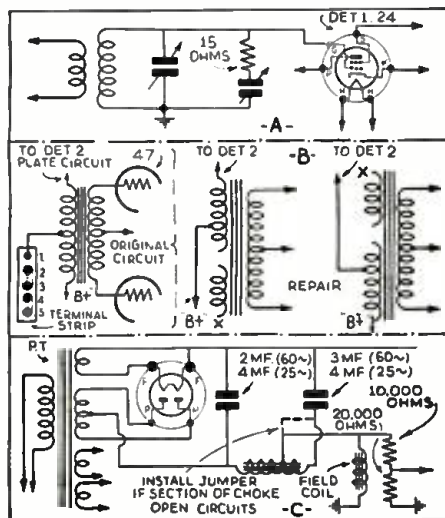 DET 1. 24
15
OHMS
G
P
K
H H
-A-
TO DET 2
PLATE CIRCUIT
47
TO DET 2
-B-
TO DET 2
X
ORIGINAL
CIRCUIT
REPAIR
1
2
3
4
5
TERMINAL
STRIP
B+
B+
X
B+
P.T
F F
P
2 MF (60~)
4 MF (25~)
3 MF (60~)
4 MF (25~)
10,000
OHMS
20,000
OHMS
INSTALL JUMPER
IF SECTION OF CHOKE
OPEN CIRCUITS
FIELD
COIL
-C-